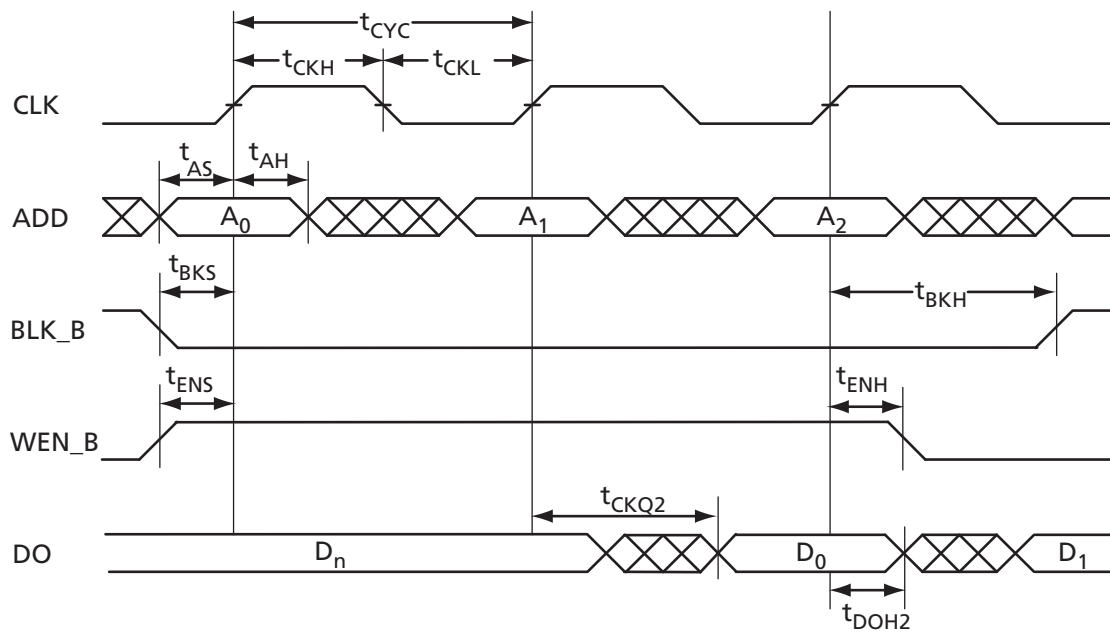 tCYC
tCKH tCKL
CLK
tAS tAH
ADD A0 A1 A2
tBKS tBKH
BLK_B
tENS tENH
WEN_B
tCKQ2
DO Dn D0 D1
tDOH2